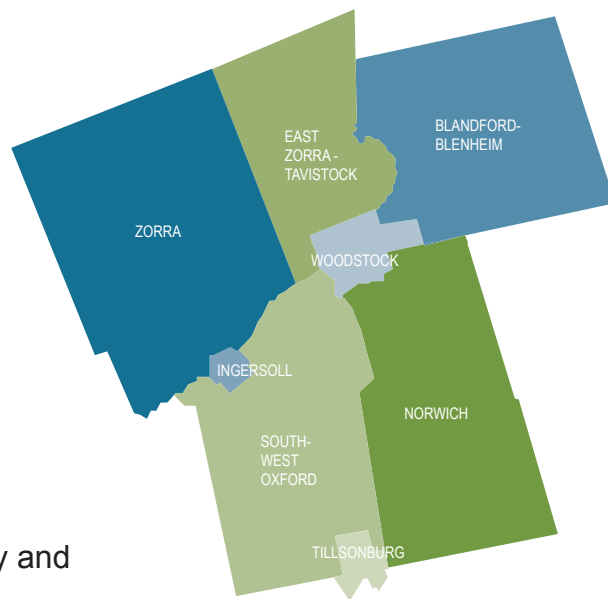 EAST
ZORRA -
TAVISTOCK
BLANDFORD-
BLENHEIM
ZORRA
WOODSTOCK
INGERSOLL
NORWICH
SOUTH-
WEST
OXFORD
TILLSONBURG
y and